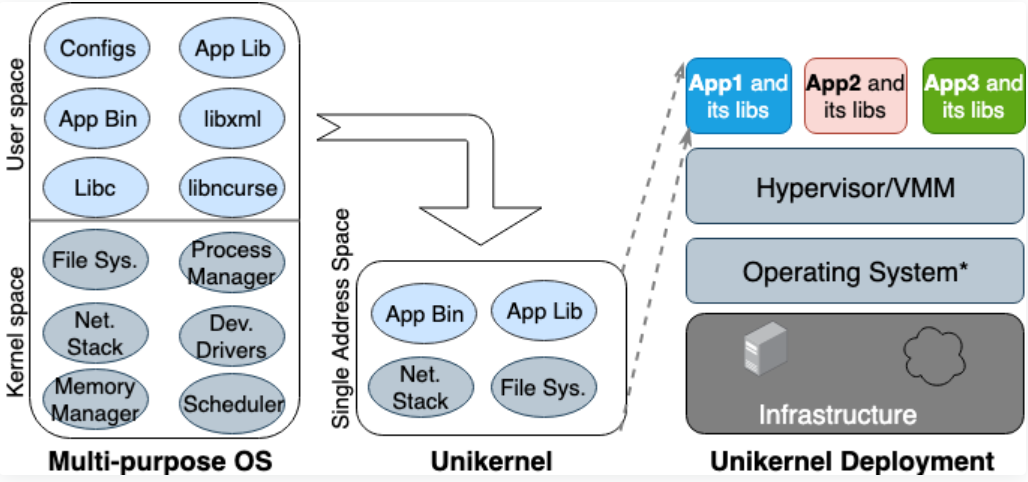 User space
Configs
App Lib
App Bin
libxml
Libc
libncurse
Kernel space
File Sys.
Process
Manager
Net.
Stack
Dev.
Drivers
Memory
Manager
Scheduler
Multi-purpose OS
Single Address Space
App Bin
App Lib
Net.
Stack
File Sys.
Unikernel
App1 and
its libs
App2 and
its libs
App3 and
its libs
Hypervisor/VMM
Operating System*
Infrastructure
Unikernel Deployment